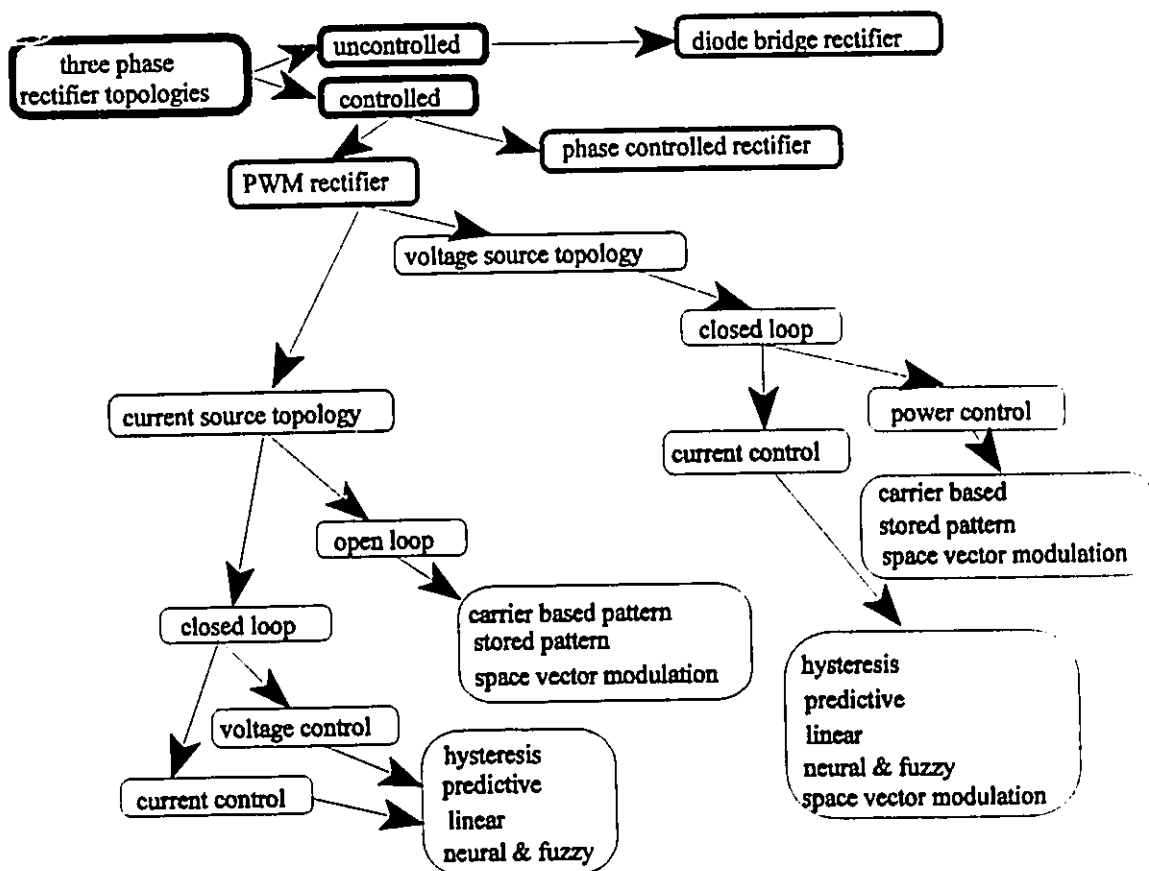 three phase
rectifier topologies
uncontrolled
diode bridge rectifier
controlled
phase controlled rectifier
PWM rectifier
voltage source topology
closed loop
current source topology
power control
current control
carrier based
stored pattern
space vector modulation
open loop
carrier based pattern
stored pattern
space vector modulation
closed loop
hysteresis
predictive
linear
neural & fuzzy
space vector modulation
voltage control
current control
hysteresis
predictive
linear
neural & fuzzy